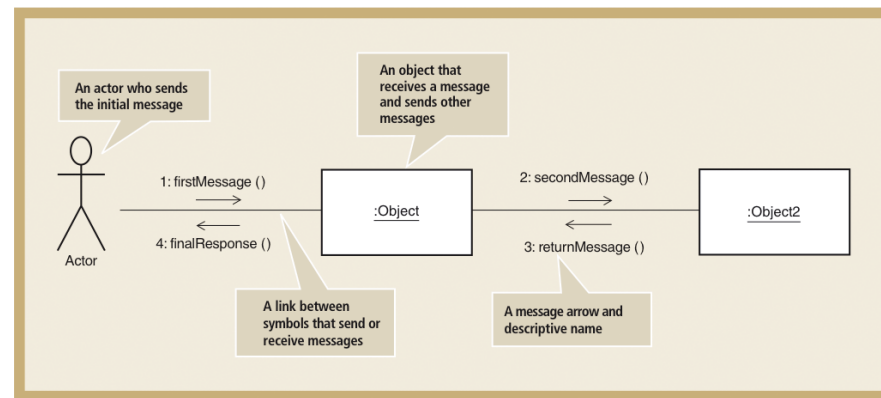 An actor who sends
the initial message
An object that
receives a message
and sends other
messages
1: firstMessage ()
2: secondMessage ()
:Object
:Object2
4: finalResponse ()
3: returnMessage ()
Actor
A link between
symbols that send or
receive messages
A message arrow and
descriptive name